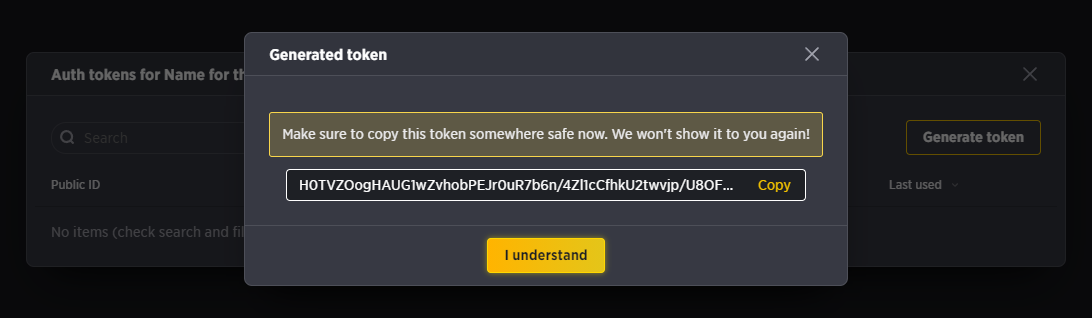 Generated token
Auth tokens for Name for th
Make sure to copy this token somewhere safe now. We won't show it to you again!
Search
Generate token
H0TVZOogHAUG1wZvhobPEJr0uR7b6n/4Zl1cCfhkU2twvjp/U8OF... Copy
Public ID
Last used
No items (check search and fil
I understand